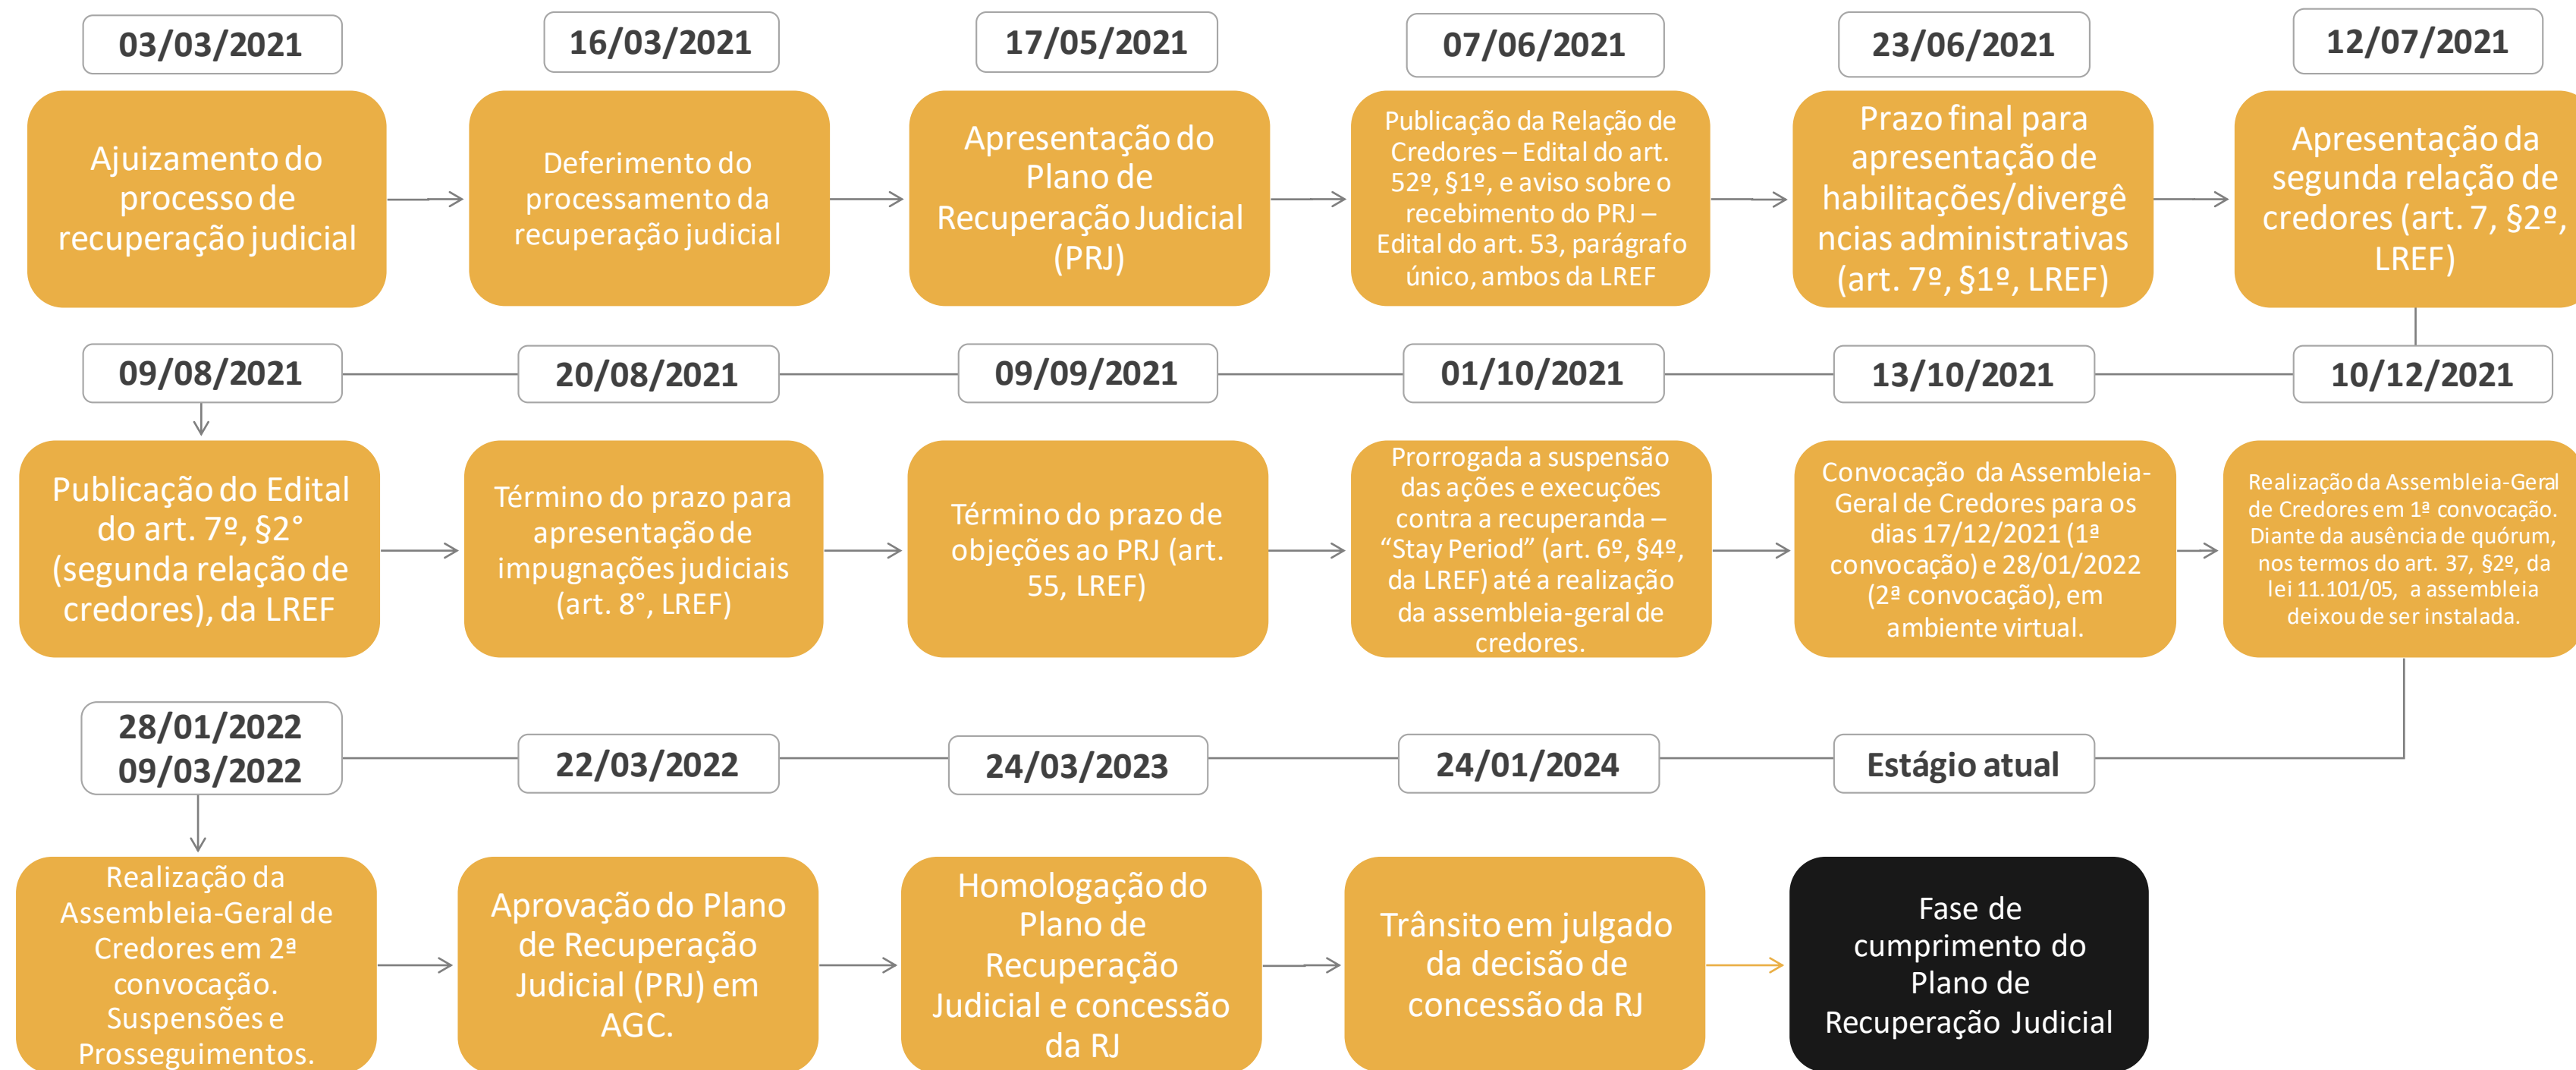 03/03/2021
Ajuizamento do
processo de
recuperação judicial
16/03/2021
Deferimento do
processamento da
recuperação judicial
17/05/2021
Apresentação do
Plano de
Recuperação Judicial
(PRJ)
07/06/2021
Publicação da Relação de
Credores – Edital do art.
52º, §1º, e aviso sobre o
recebimento do PRJ –
Edital do art. 53, parágrafo
único, ambos da LREF
23/06/2021
Prazo final para
apresentação de
habilitações/divergê
ncias administrativas
(art. 7º, §1º, LREF)
12/07/2021
Apresentação da
segunda relação de
credores (art. 7, §2º,
LREF)
09/08/2021
Publicação do Edital
do art. 7º, §2°
(segunda relação de
credores), da LREF
20/08/2021
Término do prazo para
apresentação de
impugnações judiciais
(art. 8°, LREF)
09/09/2021
Término do prazo de
objeções ao PRJ (art.
55, LREF)
01/10/2021
Prorrogada a suspensão
das ações e execuções
contra a recuperanda –
“Stay Period” (art. 6º, §4º,
da LREF) até a realização
da assembleia-geral de
credores.
13/10/2021
Convocação da Assembleia-
Geral de Credores para os
dias 17/12/2021 (1ª
convocação) e 28/01/2022
(2ª convocação), em
ambiente virtual.
10/12/2021
Realização da Assembleia-Geral
de Credores em 1ª convocação.
Diante da ausência de quórum,
nos termos do art. 37, §2º, da
lei 11.101/05, a assembleia
deixou de ser instalada.
28/01/2022
09/03/2022
Realização da
Assembleia-Geral de
Credores em 2ª
convocação.
Suspensões e
Prosseguimentos.
22/03/2022
Aprovação do Plano
de Recuperação
Judicial (PRJ) em
AGC.
24/03/2023
Homologação do
Plano de
Recuperação
Judicial e concessão
da RJ
24/01/2024
Trânsito em julgado
da decisão de
concessão da RJ
Estágio atual
Fase de
cumprimento do
Plano de
Recuperação Judicial